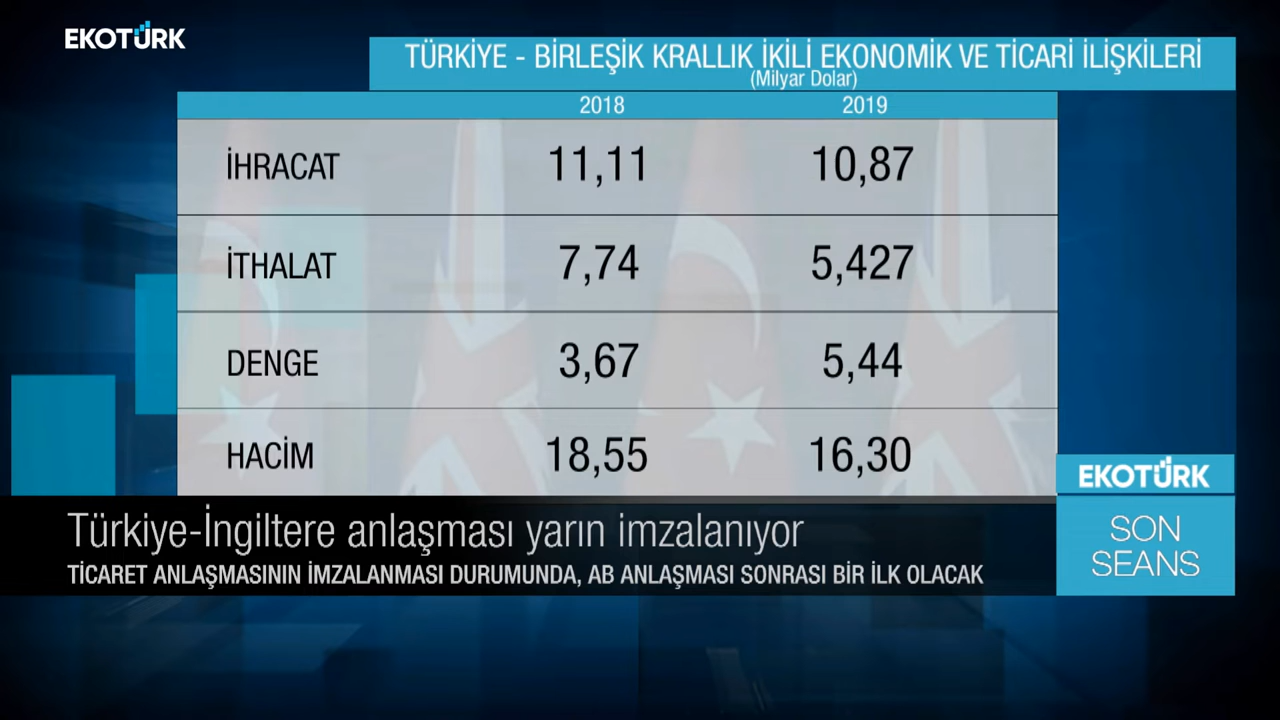 EKOTÜRK
TÜRKİYE - BİRLEŞİK KRALLIK İKİLİ EKONOMİK VE TİCARİ İLİŞKİLERİ
(Milyar Dolar)
2018 2019
İHRACAT 11,11 10,87
İTHALAT 7,74 5,427
DENGE 3,67 5,44
HACİM 18,55 16,30
EKOTÜRK
SON
SEANS
Türkiye-İngiltere anlaşması yarın imzalanıyor
TİCARET ANLAŞMASININ İMZALANMASI DURUMUNDA, AB ANLAŞMASI SONRASI BİR İLK OLACAK